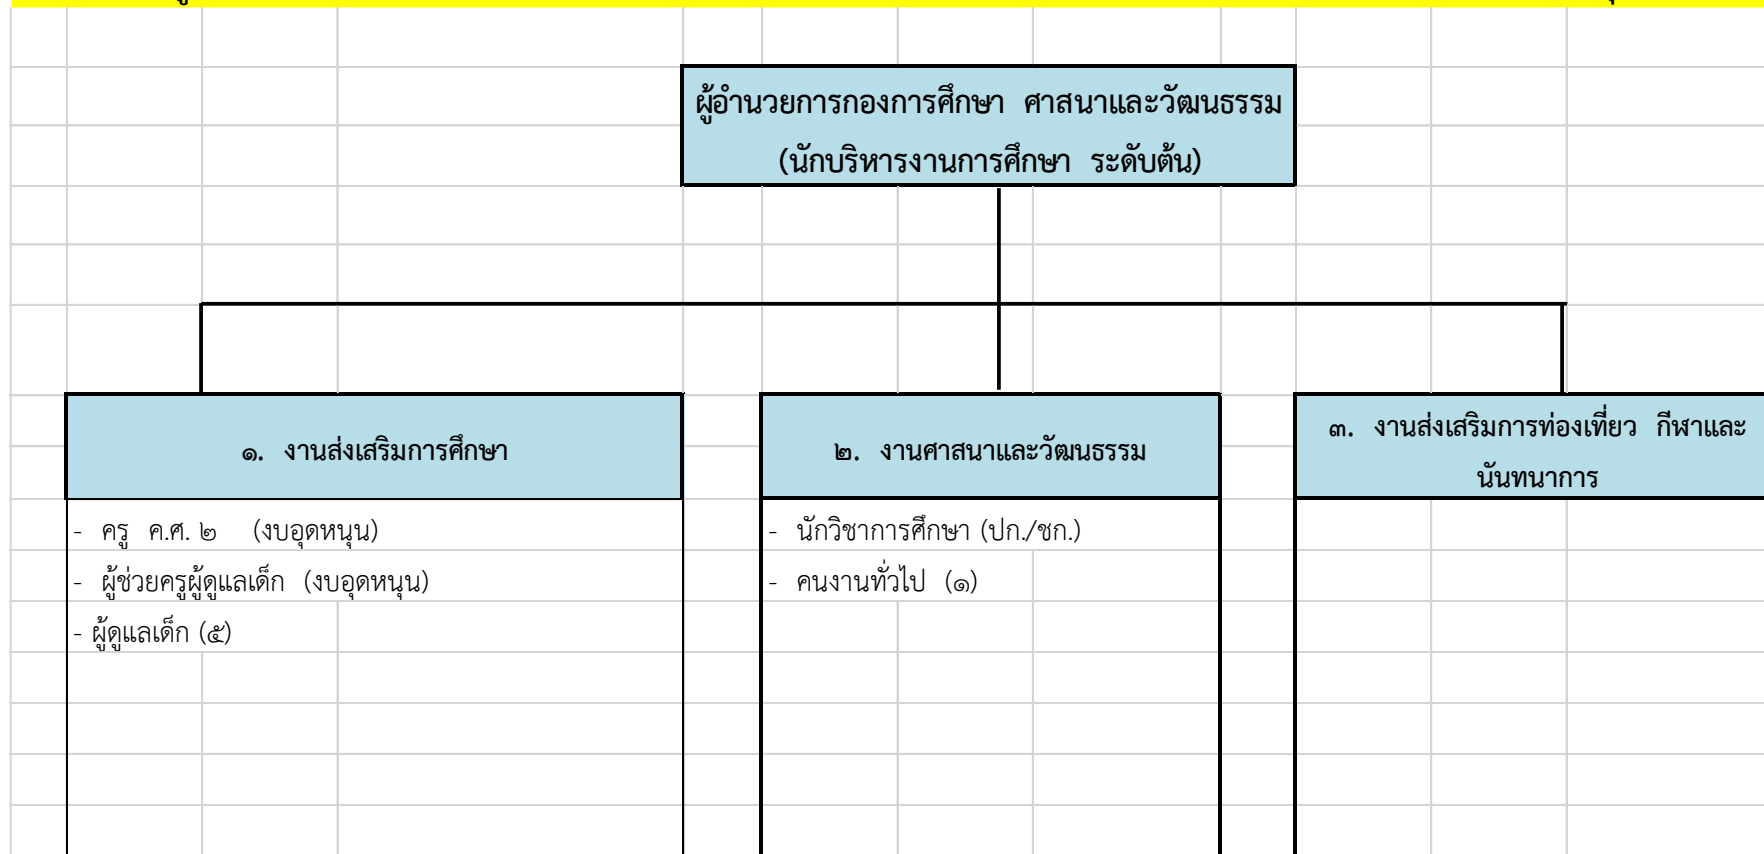 ผู้อำนวยการกองการศึกษา ศาสนาและวัฒนธรรม
(นักบริหารงานการศึกษา ระดับต้น)
๑. งานส่งเสริมการศึกษา
- ครู ค.ศ. ๒ (งบอุดหนุน)
- ผู้ช่วยครูผู้ดูแลเด็ก (งบอุดหนุน)
- ผู้ดูแลเด็ก (๕)
๒. งานศาสนาและวัฒนธรรม
- นักวิชาการศึกษา (ปก./ชก.)
- คนงานทั่วไป (๑)
๓. งานส่งเสริมการท่องเที่ยว กีฬาและ
นันทนาการ